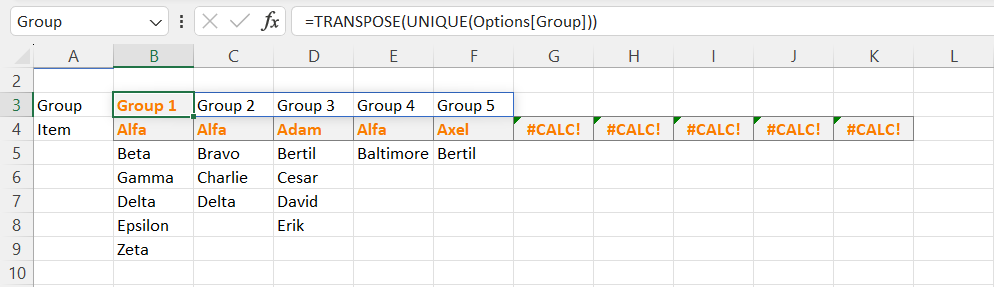 Group fx =TRANSPOSE(UNIQUE(Options[Group]))
A B C D E F G H I J K L
2
3 Group Group 1 Group 2 Group 3 Group 4 Group 5
4 Item Alfa Alfa Adam Alfa Axel #CALC! #CALC! #CALC! #CALC! #CALC!
5 Beta Bravo Bertil Baltimore Bertil
6 Gamma Charlie Cesar
7 Delta Delta David
8 Epsilon Erik
9 Zeta
10